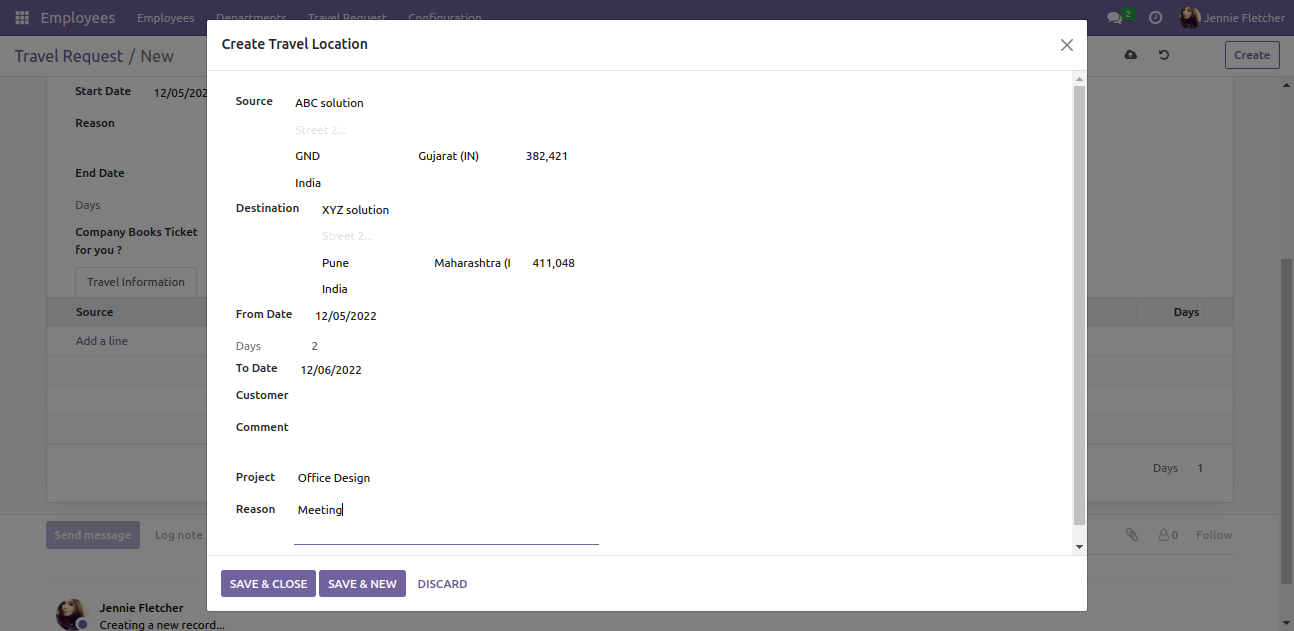 Employees Employees Departments Travel Request Configuration 2 Jennie Fletcher
Travel Request / New Create
Create Travel Location
Start Date 12/05/202
Reason
End Date
Days
Company Books Ticket
for you ?
Travel Information
Source Days
Add a line
Days 1
Send message Log note 0 Follow
Jennie Fletcher
Creating a new record...
Source ABC solution
Street 2...
GND Gujarat (IN) 382,421
India
Destination XYZ solution
Street 2...
Pune Maharashtra (I 411,048
India
From Date 12/05/2022
Days 2
To Date 12/06/2022
Customer
Comment
Project Office Design
Reason Meeting
SAVE & CLOSE SAVE & NEW DISCARD